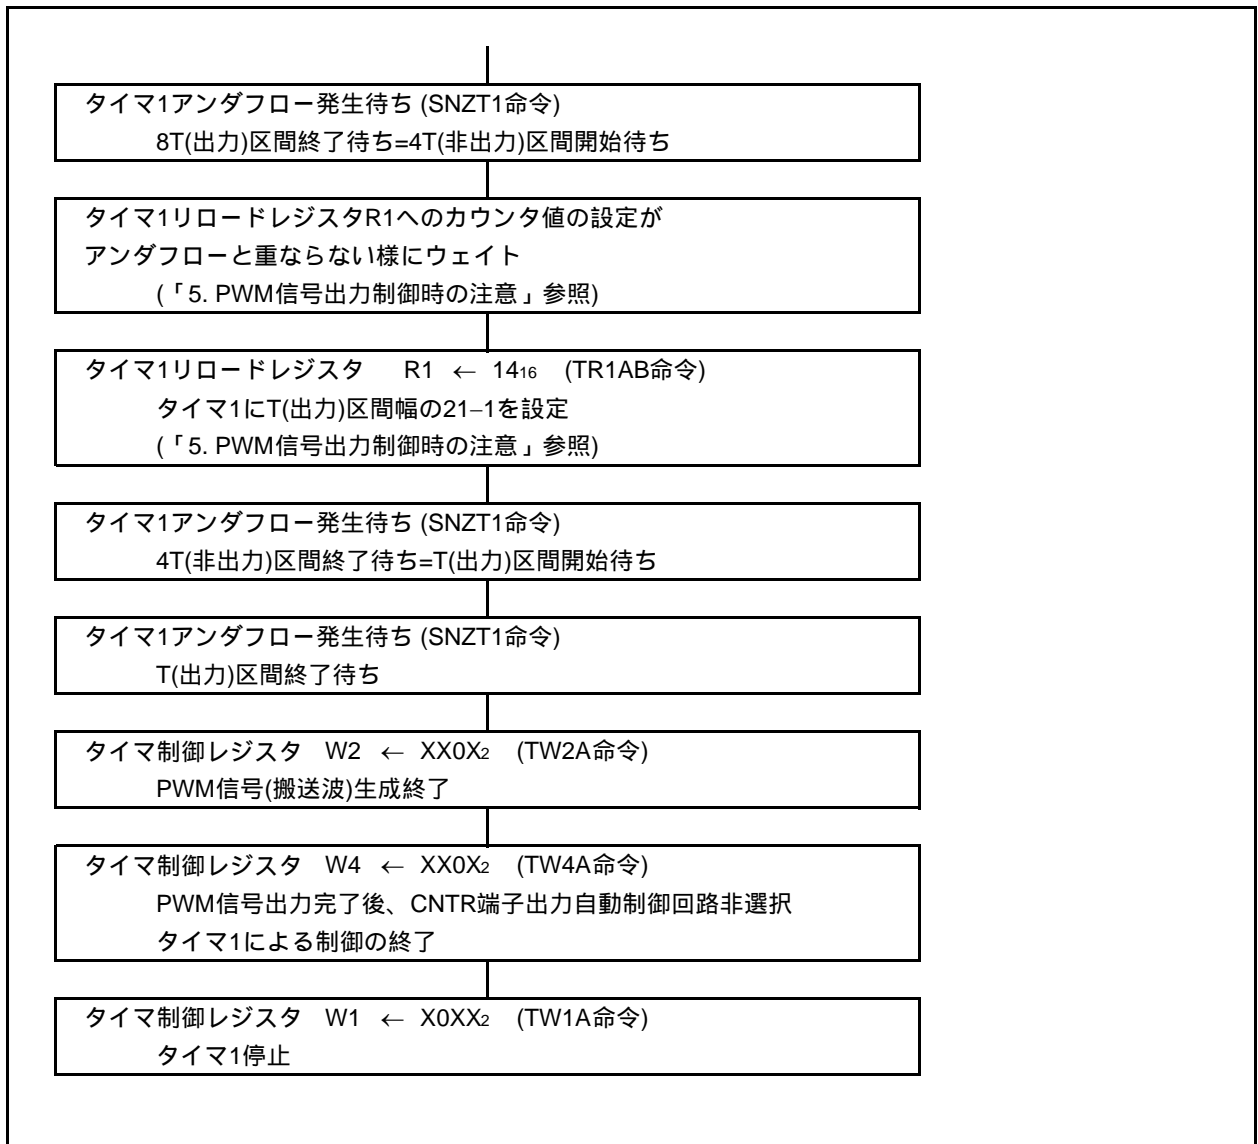 タイマ1アンダフロー発生待ち (SNZT1命令)
8T(出力)区間終了待ち=4T(非出力)区間開始待ち
タイマ1リロードレジスタR1へのカウンタ値の設定が
アンダフローと重ならない様にウェイト
(「5. PWM信号出力制御時の注意」参照)
タイマ1リロードレジスタ R1 ← 14₁₆ (TR1AB命令)
タイマ1にT(出力)区間幅の21−1を設定
(「5. PWM信号出力制御時の注意」参照)
タイマ1アンダフロー発生待ち (SNZT1命令)
4T(非出力)区間終了待ち=T(出力)区間開始待ち
タイマ1アンダフロー発生待ち (SNZT1命令)
T(出力)区間終了待ち
タイマ制御レジスタ W2 ← XX0X₂ (TW2A命令)
PWM信号(搬送波)生成終了
タイマ制御レジスタ W4 ← XX0X₂ (TW4A命令)
PWM信号出力完了後、CNTR端子出力自動制御回路非選択
タイマ1による制御の終了
タイマ制御レジスタ W1 ← X0XX₂ (TW1A命令)
タイマ1停止